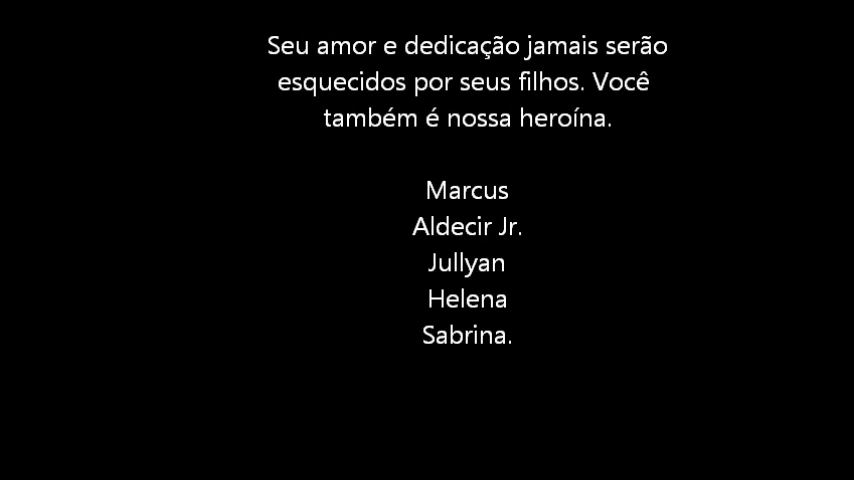 Seu amor e dedicação jamais serão
esquecidos por seus filhos. Você
também é nossa heroína.
Marcus
Aldecir Jr.
Jullyan
Helena
Sabrina.